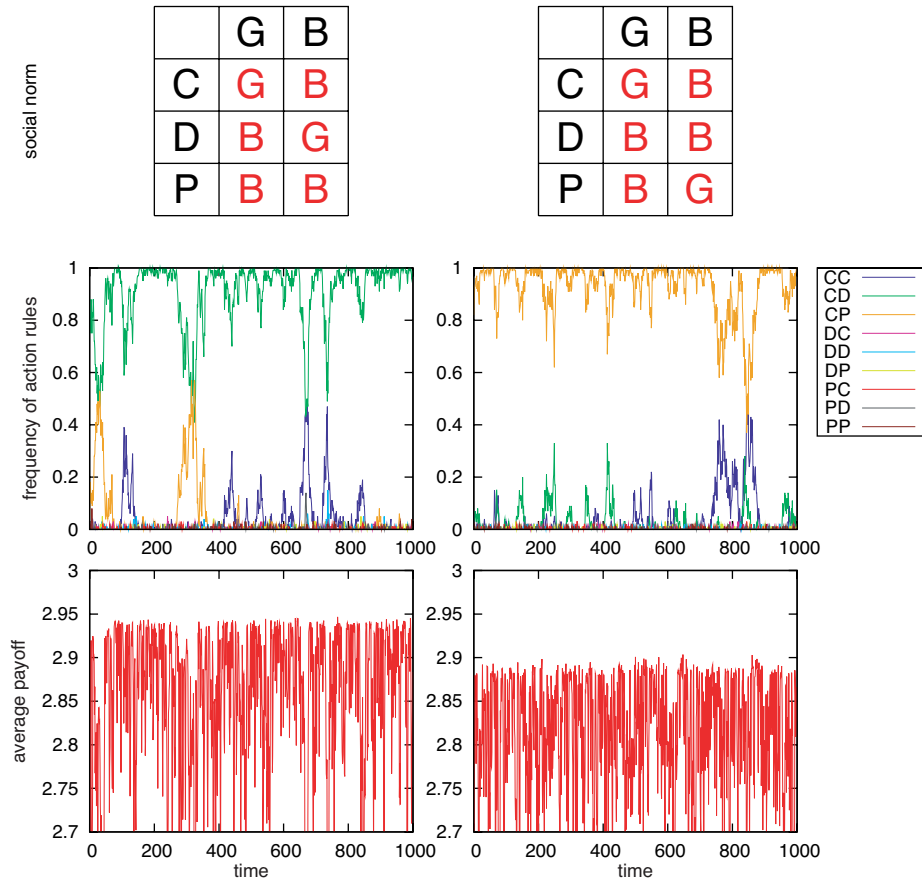 social norm
G B
C G B
D B G
P B B
G B
C G B
D B B
P B G
frequency of action rules
1
0.8
0.6
0.4
0.2
0
0 200 400 600 800 1000
1
0.8
0.6
0.4
0.2
0
0 200 400 600 800 1000
CC
CD
CP
DC
DD
DP
PC
PD
PP
average payoff
3
2.95
2.9
2.85
2.8
2.75
2.7
0 200 400 600 800 1000
time
3
2.95
2.9
2.85
2.8
2.75
2.7
0 200 400 600 800 1000
time